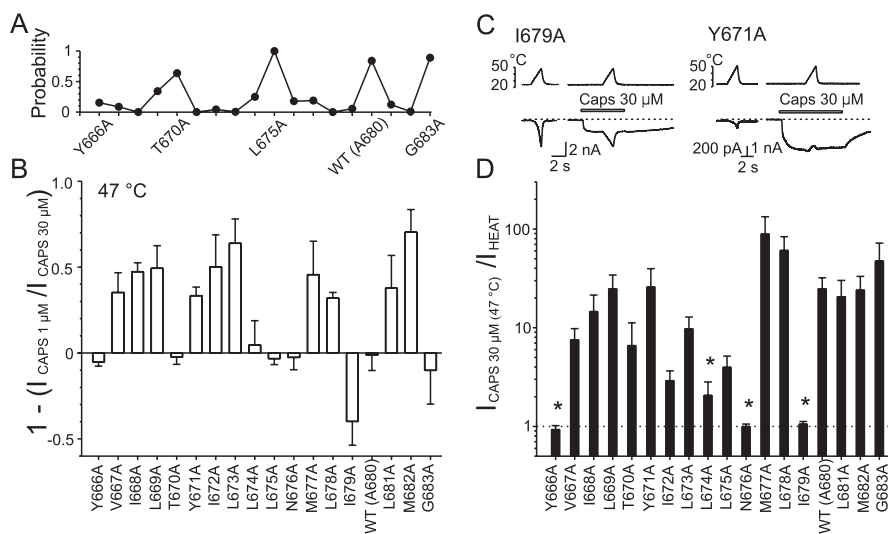 A
Probability
1
0.5
0
Y666A
T670A
L675A
WT (A680)
G683A
B
47 °C
1 - (I CAPS 1 µM / I CAPS 30 µM)
1.0
0.5
0
-0.5
Y666A
V667A
I668A
L669A
T670A
Y671A
I672A
L673A
L674A
L675A
N676A
M677A
L678A
I679A
WT (A680)
L681A
M682A
G683A
C
I679A
Y671A
50 °C
20
50 °C
20
Caps 30 µM
Caps 30 µM
2 nA
2 s
200 pA 1 nA
2 s
D
I CAPS 30 µM (47 °C) / I HEAT
100
10
1
*
*
*
*
Y666A
V667A
I668A
L669A
T670A
Y671A
I672A
L673A
L674A
L675A
N676A
M677A
L678A
I679A
WT (A680)
L681A
M682A
G683A